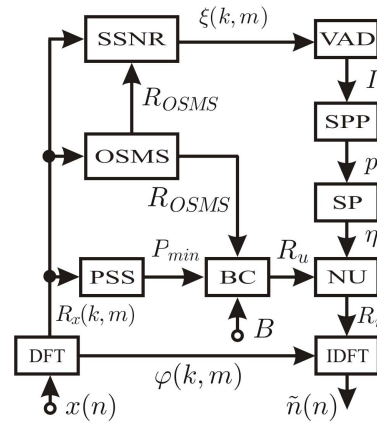 ξ(k,m)
SSNR
VAD
R_OSMS
I
SPP
OSMS
p
R_OSMS
SP
P_min
R_u
η
PSS
BC
NU
R_x(k,m)
B
DFT
φ(k,m)
IDFT
x(n)
ñ(n)